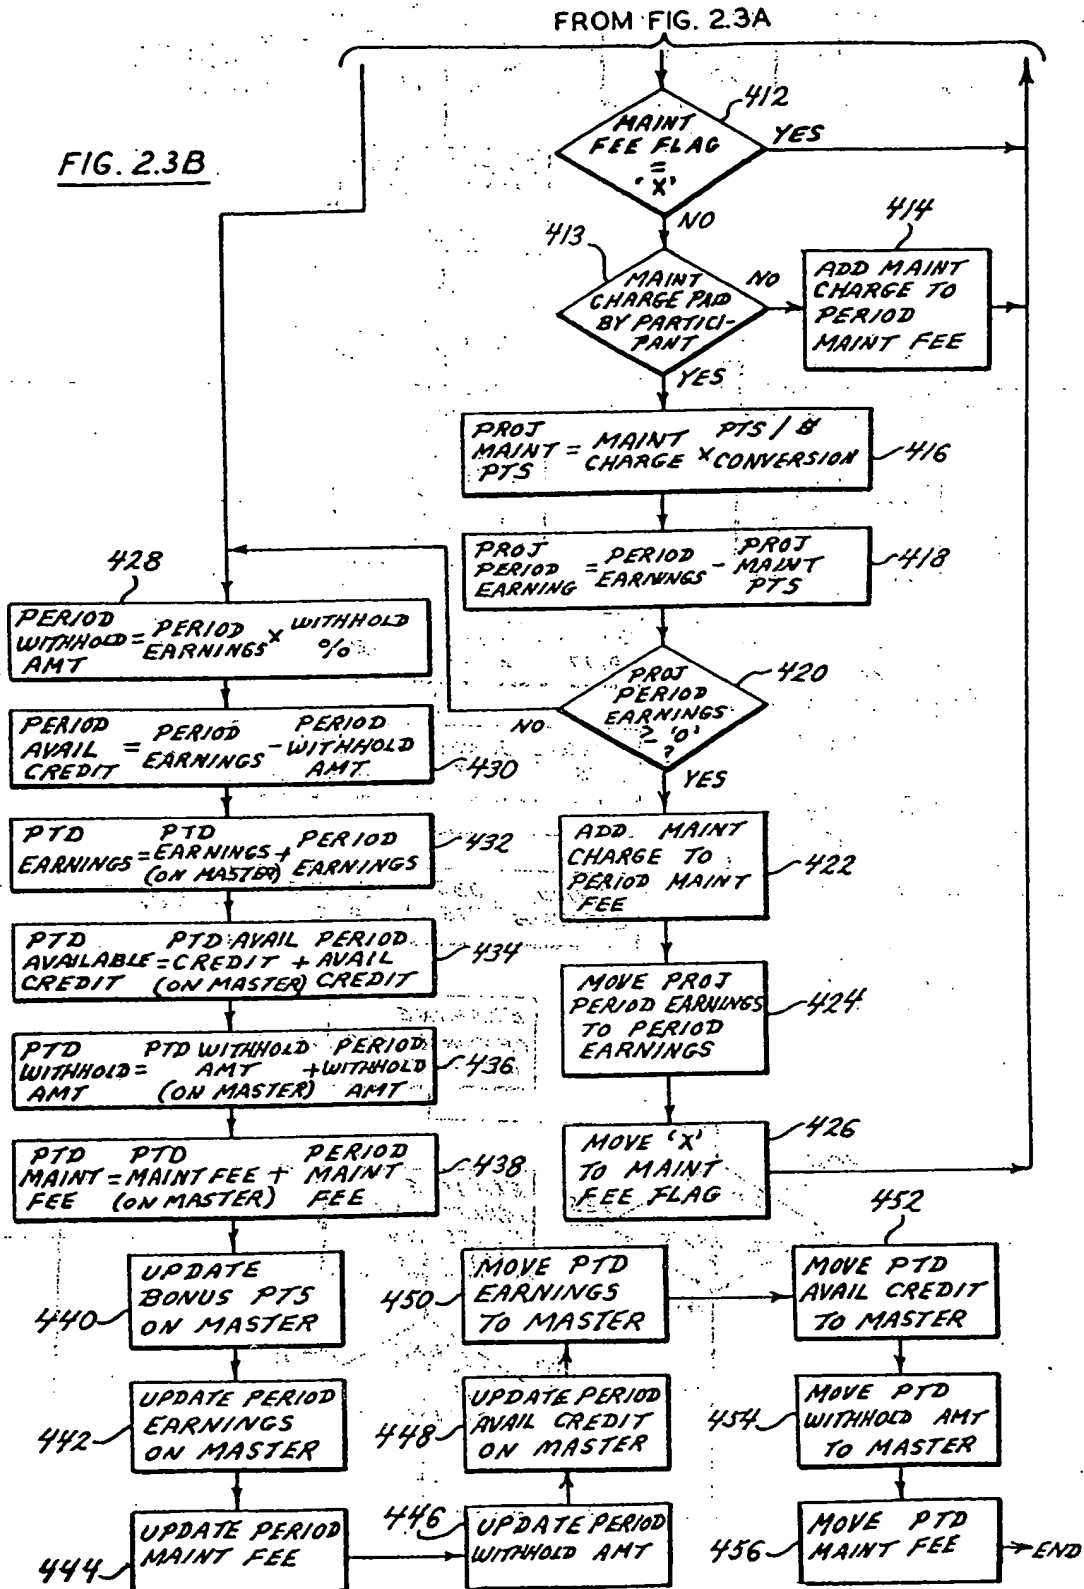 FROM FIG. 2.3A
FIG. 2.3B
412
MAINT
FEE FLAG
=
'X'
YES
NO
413
MAINT
CHARGE PAID
BY PARTICI-
PANT
NO
YES
414
ADD MAINT
CHARGE TO
PERIOD
MAINT FEE
PROJ MAINT PTS = MAINT CHARGE × PTS / $ CONVERSION
416
PROJ PERIOD EARNING = PERIOD EARNINGS - PROJ MAINT PTS
418
PROJ
PERIOD
EARNINGS
≥ '0'
?
420
NO
YES
ADD MAINT
CHARGE TO
PERIOD MAINT
FEE
422
MOVE PROJ
PERIOD EARNINGS
TO PERIOD
EARNINGS
424
MOVE 'X'
TO MAINT
FEE FLAG
426
428
PERIOD WITHHOLD AMT = PERIOD EARNINGS × WITHHOLD %
PERIOD AVAIL CREDIT = PERIOD EARNINGS - PERIOD WITHHOLD AMT
430
PTD EARNINGS = PTD EARNINGS (ON MASTER) + PERIOD EARNINGS
432
PTD AVAILABLE CREDIT = PTD AVAIL CREDIT (ON MASTER) + PERIOD AVAIL CREDIT
434
PTD WITHHOLD AMT = PTD WITHHOLD AMT (ON MASTER) + PERIOD WITHHOLD AMT
436
PTD MAINT FEE = PTD MAINT FEE (ON MASTER) + PERIOD MAINT FEE
438
440
UPDATE
BONUS PTS
ON MASTER
442
UPDATE PERIOD
EARNINGS
ON MASTER
444
UPDATE PERIOD
MAINT FEE
446
UPDATE PERIOD
WITHHOLD AMT
448
UPDATE PERIOD
AVAIL CREDIT
ON MASTER
450
MOVE PTD
EARNINGS
TO MASTER
452
MOVE PTD
AVAIL CREDIT
TO MASTER
454
MOVE PTD
WITHHOLD AMT
TO MASTER
456
MOVE PTD
MAINT FEE
END